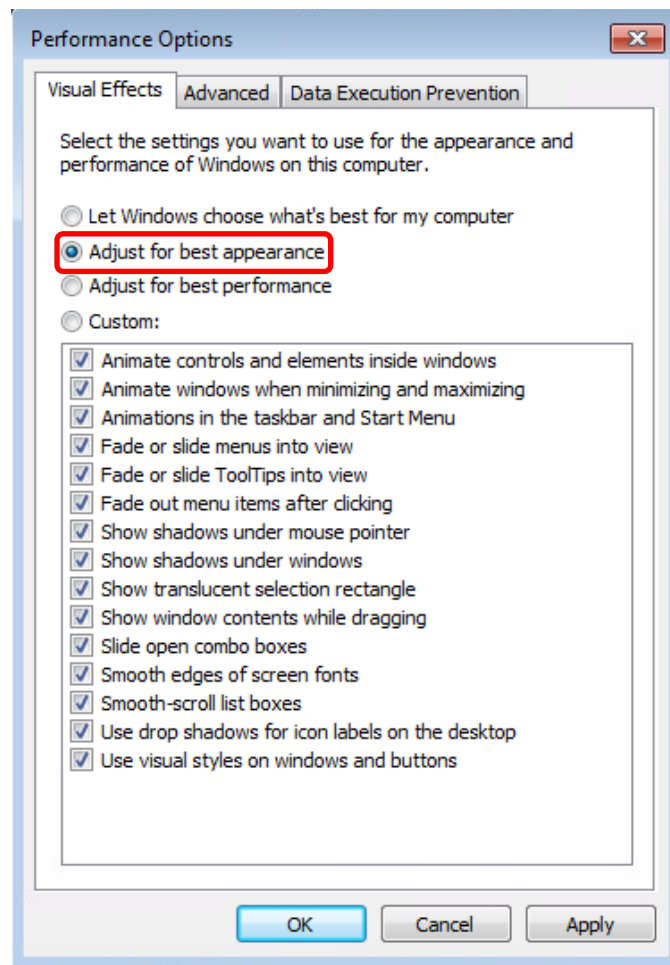 Performance Options
Visual Effects
Advanced
Data Execution Prevention
Select the settings you want to use for the appearance and
performance of Windows on this computer.
Let Windows choose what's best for my computer
Adjust for best appearance
Adjust for best performance
Custom:
Animate controls and elements inside windows
Animate windows when minimizing and maximizing
Animations in the taskbar and Start Menu
Fade or slide menus into view
Fade or slide ToolTips into view
Fade out menu items after clicking
Show shadows under mouse pointer
Show shadows under windows
Show translucent selection rectangle
Show window contents while dragging
Slide open combo boxes
Smooth edges of screen fonts
Smooth-scroll list boxes
Use drop shadows for icon labels on the desktop
Use visual styles on windows and buttons
OK
Cancel
Apply